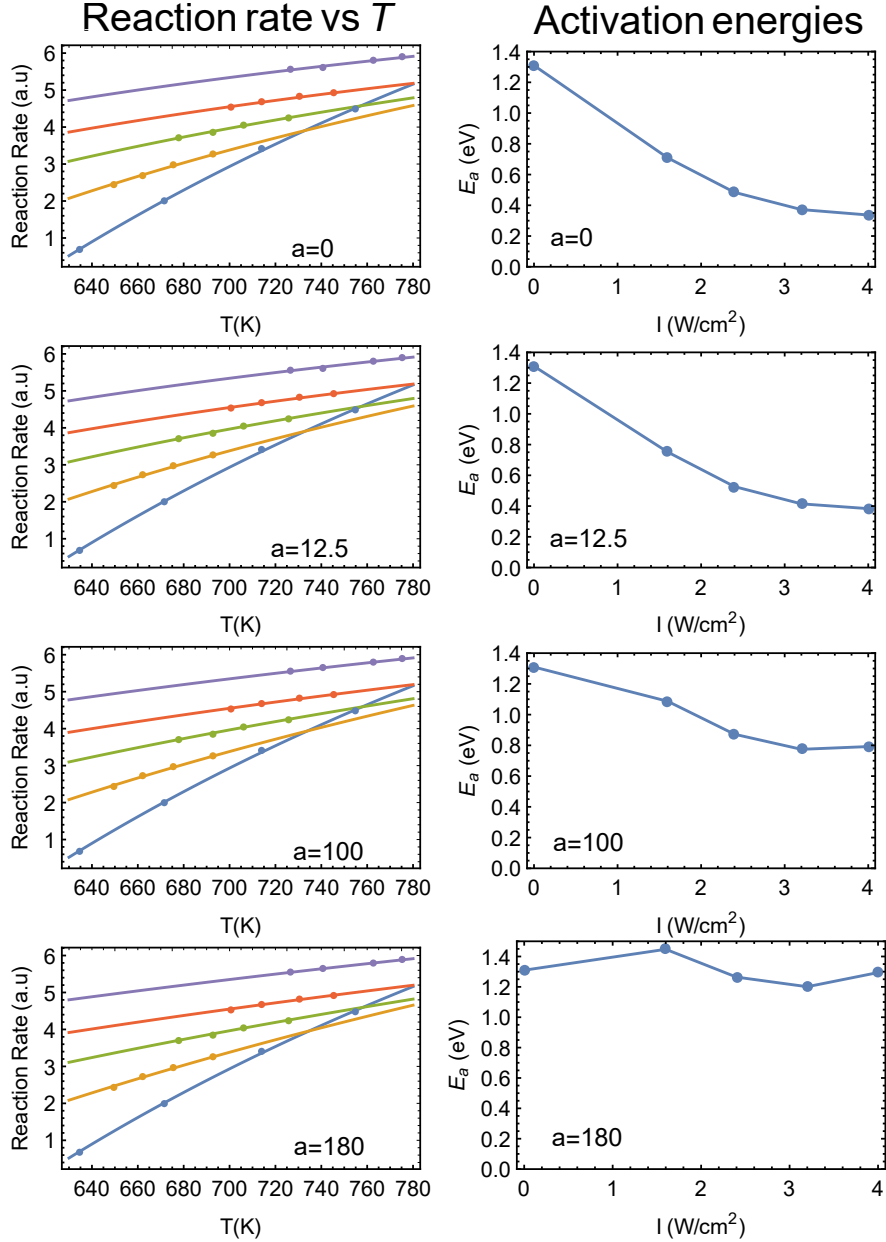 Reaction rate vs T
Activation energies
Reaction Rate (a.u)
6
5
4
3
2
1
a=0
640 660 680 700 720 740 760 780
T(K)
E_a (eV)
1.4
1.2
1.0
0.8
0.6
0.4
0.2
0.0
a=0
0 1 2 3 4
I (W/cm²)
Reaction Rate (a.u)
6
5
4
3
2
1
a=12.5
640 660 680 700 720 740 760 780
T(K)
E_a (eV)
1.4
1.2
1.0
0.8
0.6
0.4
0.2
0.0
a=12.5
0 1 2 3 4
I (W/cm²)
Reaction Rate (a.u)
6
5
4
3
2
1
a=100
640 660 680 700 720 740 760 780
T(K)
E_a (eV)
1.4
1.2
1.0
0.8
0.6
0.4
0.2
0.0
a=100
0 1 2 3 4
I (W/cm²)
Reaction Rate (a.u)
6
5
4
3
2
1
a=180
640 660 680 700 720 740 760 780
T(K)
E_a (eV)
1.4
1.2
1.0
0.8
0.6
0.4
0.2
0.0
a=180
0 1 2 3 4
I (W/cm²)